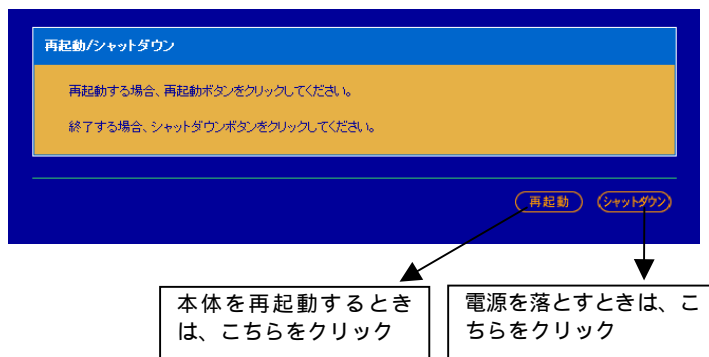 再起動/シャットダウン
再起動する場合、再起動ボタンをクリックしてください。
終了する場合、シャットダウンボタンをクリックしてください。
再起動
シャットダウン
本体を再起動するとき
は、こちらをクリック
電源を落とすときは、こ
ちらをクリック